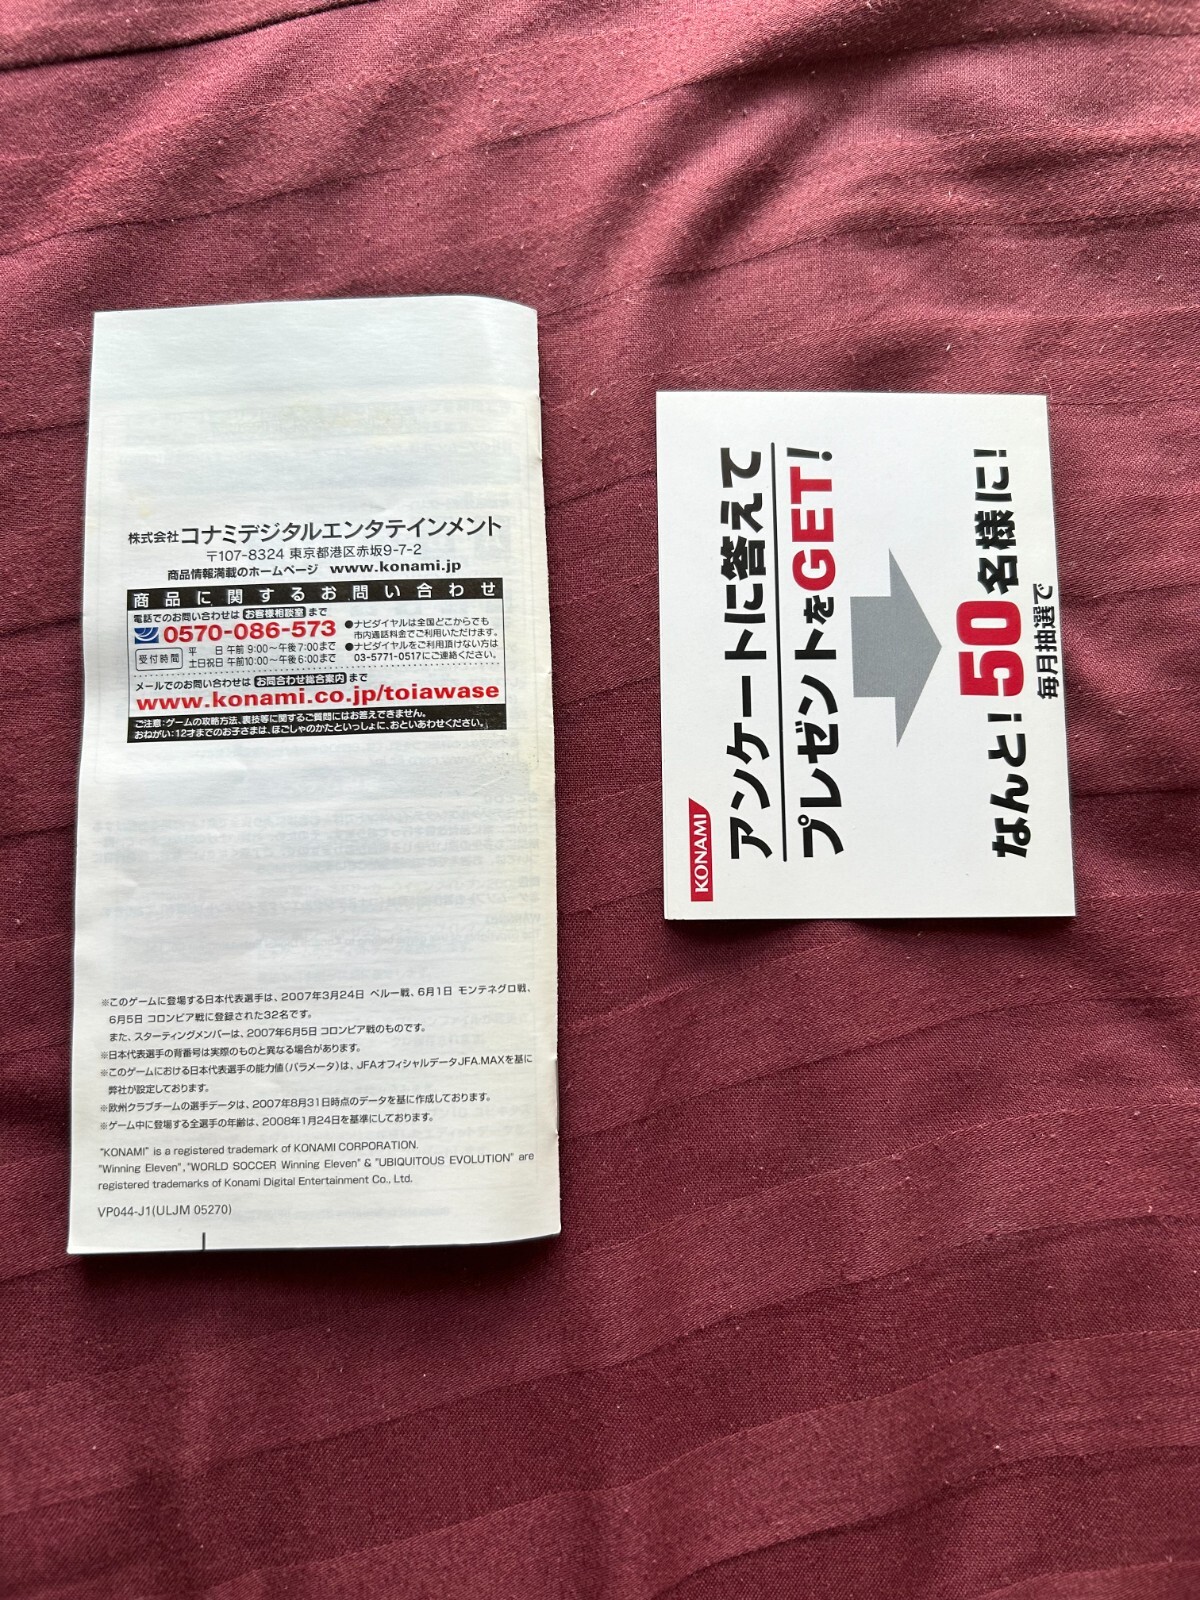 株式会社 コナミデジタルエンタテインメント
〒107-8324 東京都港区赤坂9-7-2
商品情報満載のホームページ www.konami.jp
商品に関するお問い合わせ
電話でのお問い合わせは お客様相談室 まで
0570-086-573
受付時間 平 日 午前 9:00〜午後7:00まで
土日祝日 午前10:00〜午後6:00まで
●ナビダイヤルは全国どこからでも
市内通話料金でご利用いただけます。
●ナビダイヤルをご利用頂けない方は
03-5771-0517にご連絡ください。
メールでのお問い合わせは お問合わせ総合案内 まで
www.konami.co.jp/toiawase
ご注意:ゲームの攻略方法、裏技等に関するご質問にはお答えできません。
おねがい:12才までのお子さまは、ほごしゃのかたといっしょに、おといあわせください。
※このゲームに登場する日本代表選手は、2007年3月24日 ペルー戦、6月1日 モンテネグロ戦、
6月5日 コロンビア戦に登録された32名です。
また、スターティングメンバーは、2007年6月5日 コロンビア戦のものです。
※日本代表選手の背番号は実際のものと異なる場合があります。
※このゲームにおける日本代表選手の能力値(パラメータ)は、JFAオフィシャルデータJFA.MAXを基に
弊社が設定しております。
※欧州クラブチームの選手データは、2007年8月31日時点のデータを基に作成しております。
※ゲーム中に登場する全選手の年齢は、2008年1月24日を基準にしております。
"KONAMI" is a registered trademark of KONAMI CORPORATION.
"Winning Eleven", "WORLD SOCCER Winning Eleven" & "UBIQUITOUS EVOLUTION" are
registered trademarks of Konami Digital Entertainment Co., Ltd.
VP044-J1(ULJM 05270)
KONAMI
アンケートに答えて
プレゼントをGET!
なんと!50名様に!
毎月抽選で